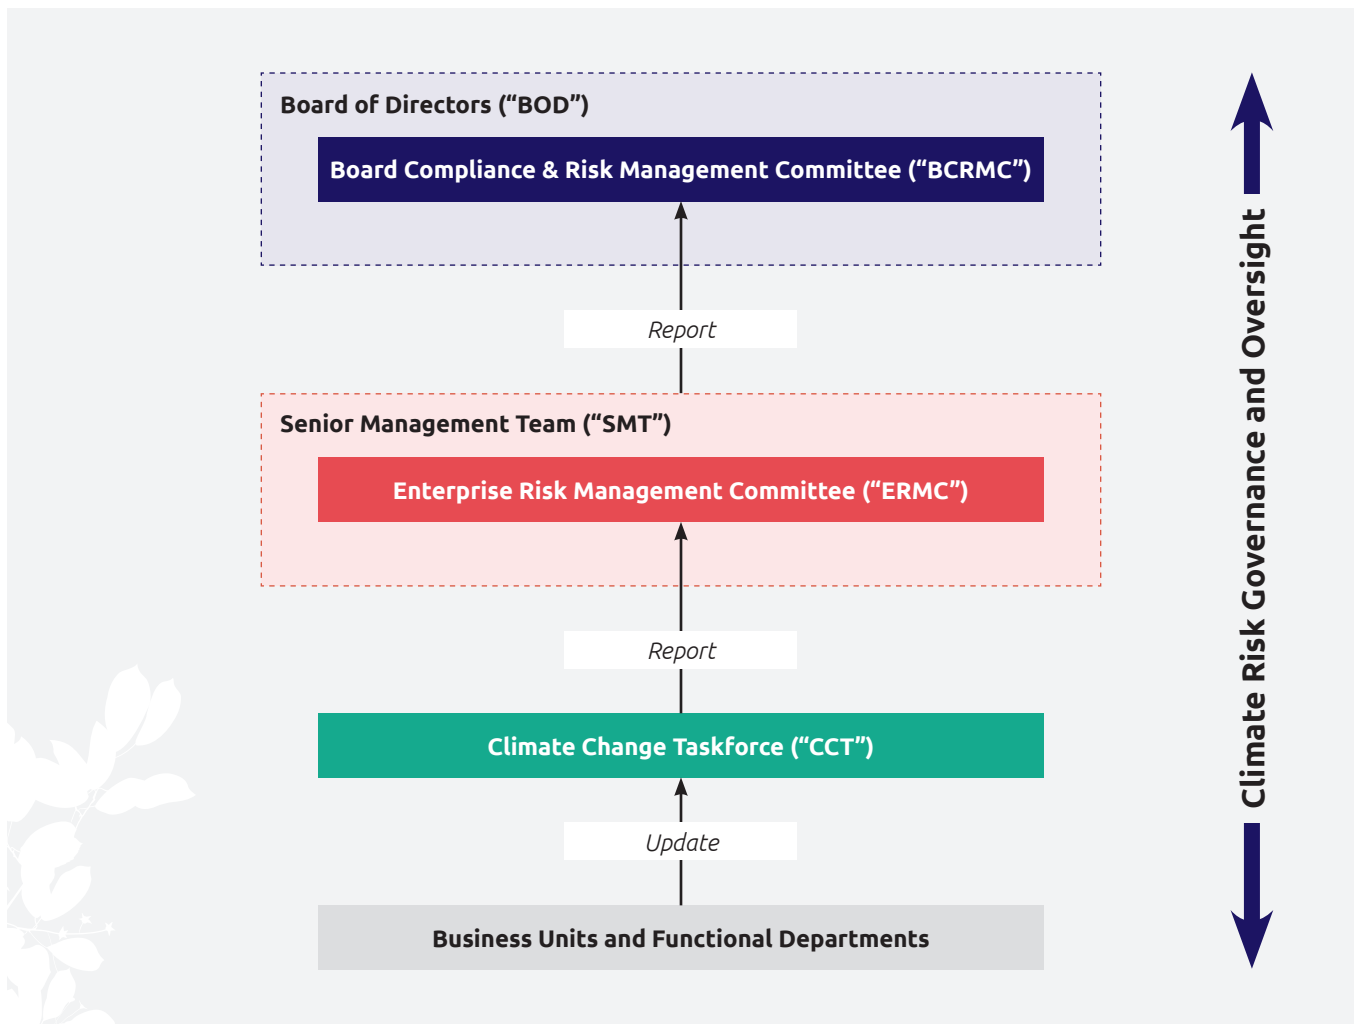 Board of Directors (“BOD”)
Board Compliance & Risk Management Committee (“BCRMC”)
Report
Senior Management Team (“SMT”)
Enterprise Risk Management Committee (“ERMC”)
Report
Climate Change Taskforce (“CCT”)
Update
Business Units and Functional Departments
Climate Risk Governance and Oversight